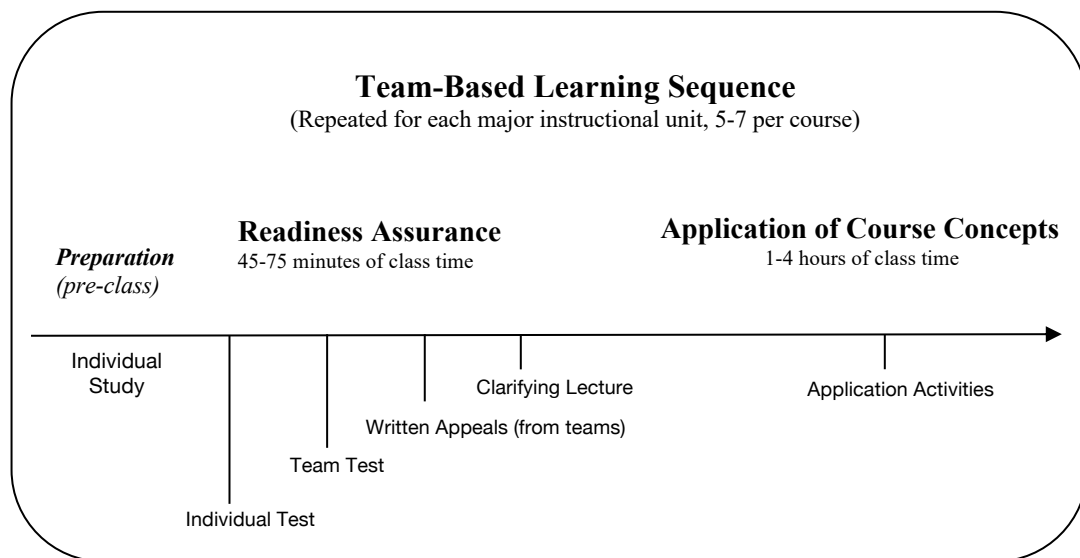 Team-Based Learning Sequence
(Repeated for each major instructional unit, 5-7 per course)
Preparation
(pre-class)
Readiness Assurance
45-75 minutes of class time
Application of Course Concepts
1-4 hours of class time
Individual
Study
Individual Test
Team Test
Written Appeals (from teams)
Clarifying Lecture
Application Activities